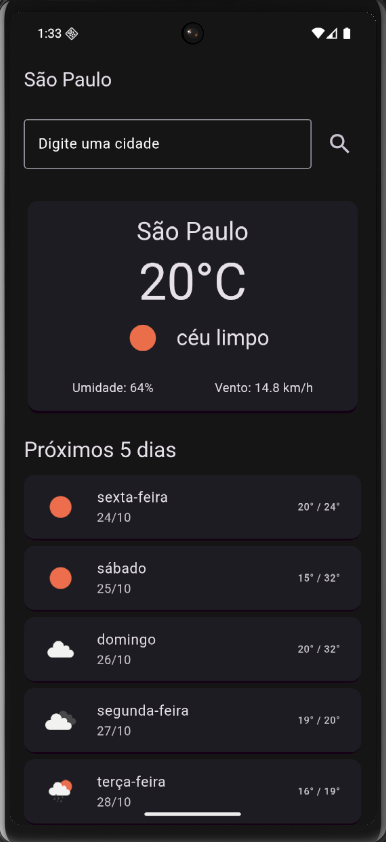 1:33
São Paulo
Digite uma cidade
São Paulo
20°C
céu limpo
Umidade: 64% Vento: 14.8 km/h
Próximos 5 dias
sexta-feira
24/10
20° / 24°
sábado
25/10
15° / 32°
domingo
26/10
20° / 32°
segunda-feira
27/10
19° / 20°
terça-feira
28/10
16° / 19°